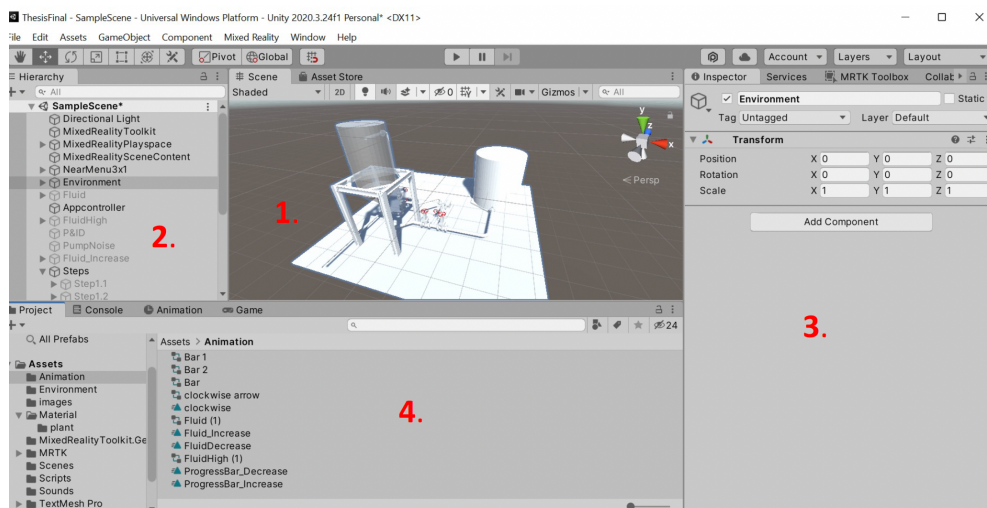 ThesisFinal - SampleScene - Universal Windows Platform - Unity 2020.3.24f1 Personal* <DX11>
File Edit Assets GameObject Component Mixed Reality Window Help
Pivot Global Account Layers Layout
Hierarchy
All
SampleScene*
Directional Light
MixedRealityToolkit
MixedRealityPlayspace
MixedRealitySceneContent
NearMenu3x1
Environment
Fluid
Appcontroller
FluidHigh
P&ID
PumpNoise
Fluid_Increase
Steps
Step1.1
Step1.2
2.
Scene Asset Store
Shaded 2D 0 Gizmos All
y
z
x
Persp
1.
Inspector Services MRTK Toolbox Collab
Environment Static
Tag Untagged Layer Default
Transform
Position X 0 Y 0 Z 0
Rotation X 0 Y 0 Z 0
Scale X 1 Y 1 Z 1
Add Component
3.
Project Console Animation Game
24
All Prefabs
Assets
Animation
Environment
images
Material
plant
MixedRealityToolkit.Ge
MRTK
Scenes
Scripts
Sounds
TextMesh Pro
Assets > Animation
Bar 1
Bar 2
Bar
clockwise arrow
clockwise
Fluid (1)
Fluid_Increase
FluidDecrease
FluidHigh (1)
ProgressBar_Decrease
ProgressBar_Increase
4.